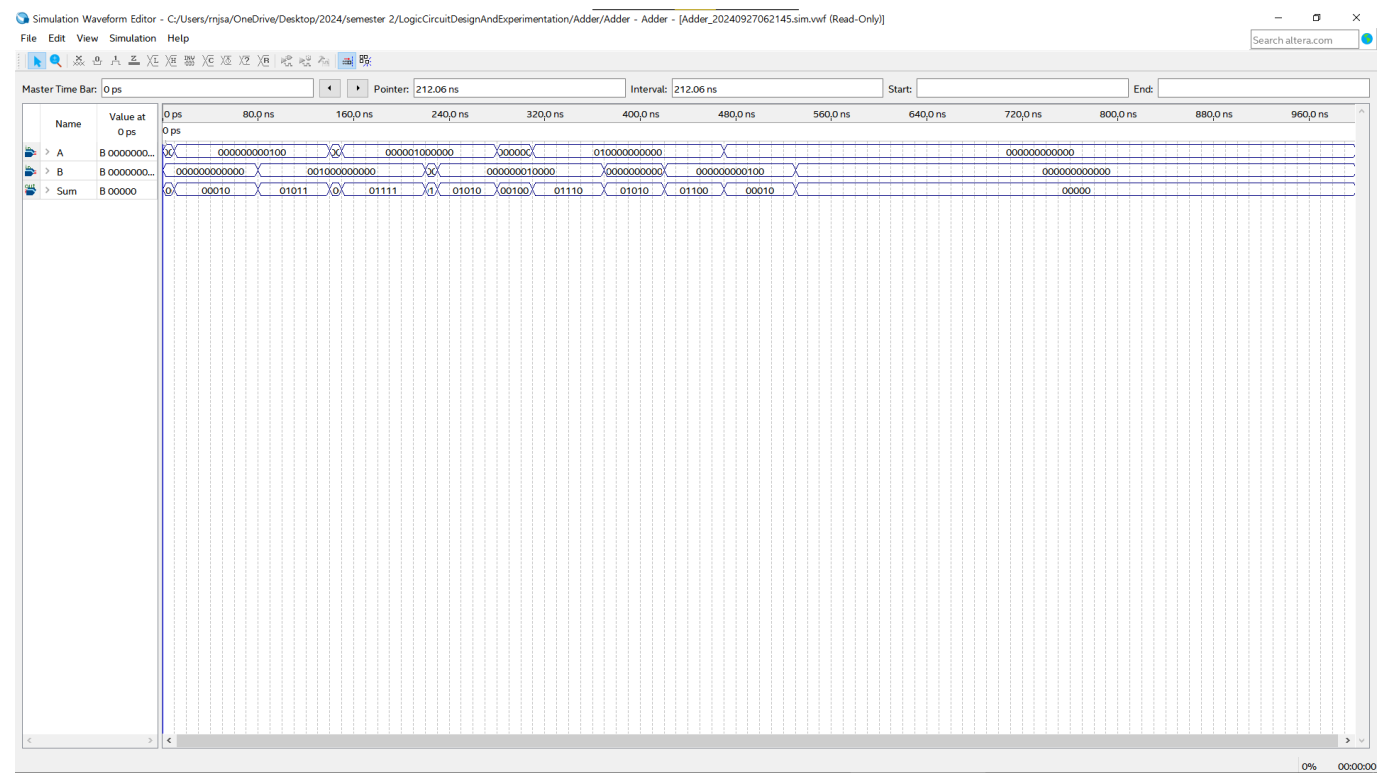 Simulation Waveform Editor - C:/Users/rnjsa/OneDrive/Desktop/2024/semester 2/LogicCircuitDesignAndExperimentation/Adder/Adder - Adder - [Adder_20240927062145.sim.vwf (Read-Only)]
File Edit View Simulation Help
Search altera.com
Master Time Bar: 0 ps Pointer: 212.06 ns Interval: 212.06 ns Start: End:
Name Value at 0 ps
0 ps 80.0 ns 160.0 ns 240.0 ns 320.0 ns 400.0 ns 480.0 ns 560.0 ns 640.0 ns 720.0 ns 800.0 ns 880.0 ns 960.0 ns
0 ps
A B 0000000... 000000000100 000001000000 010000000000 000000000000
B B 0000000... 000000000000 001000000000 000000010000 000000000100 000000000000
Sum B 00000 00010 01011 01111 01010 00100 01110 01010 01100 00010 00000
0% 00:00:00